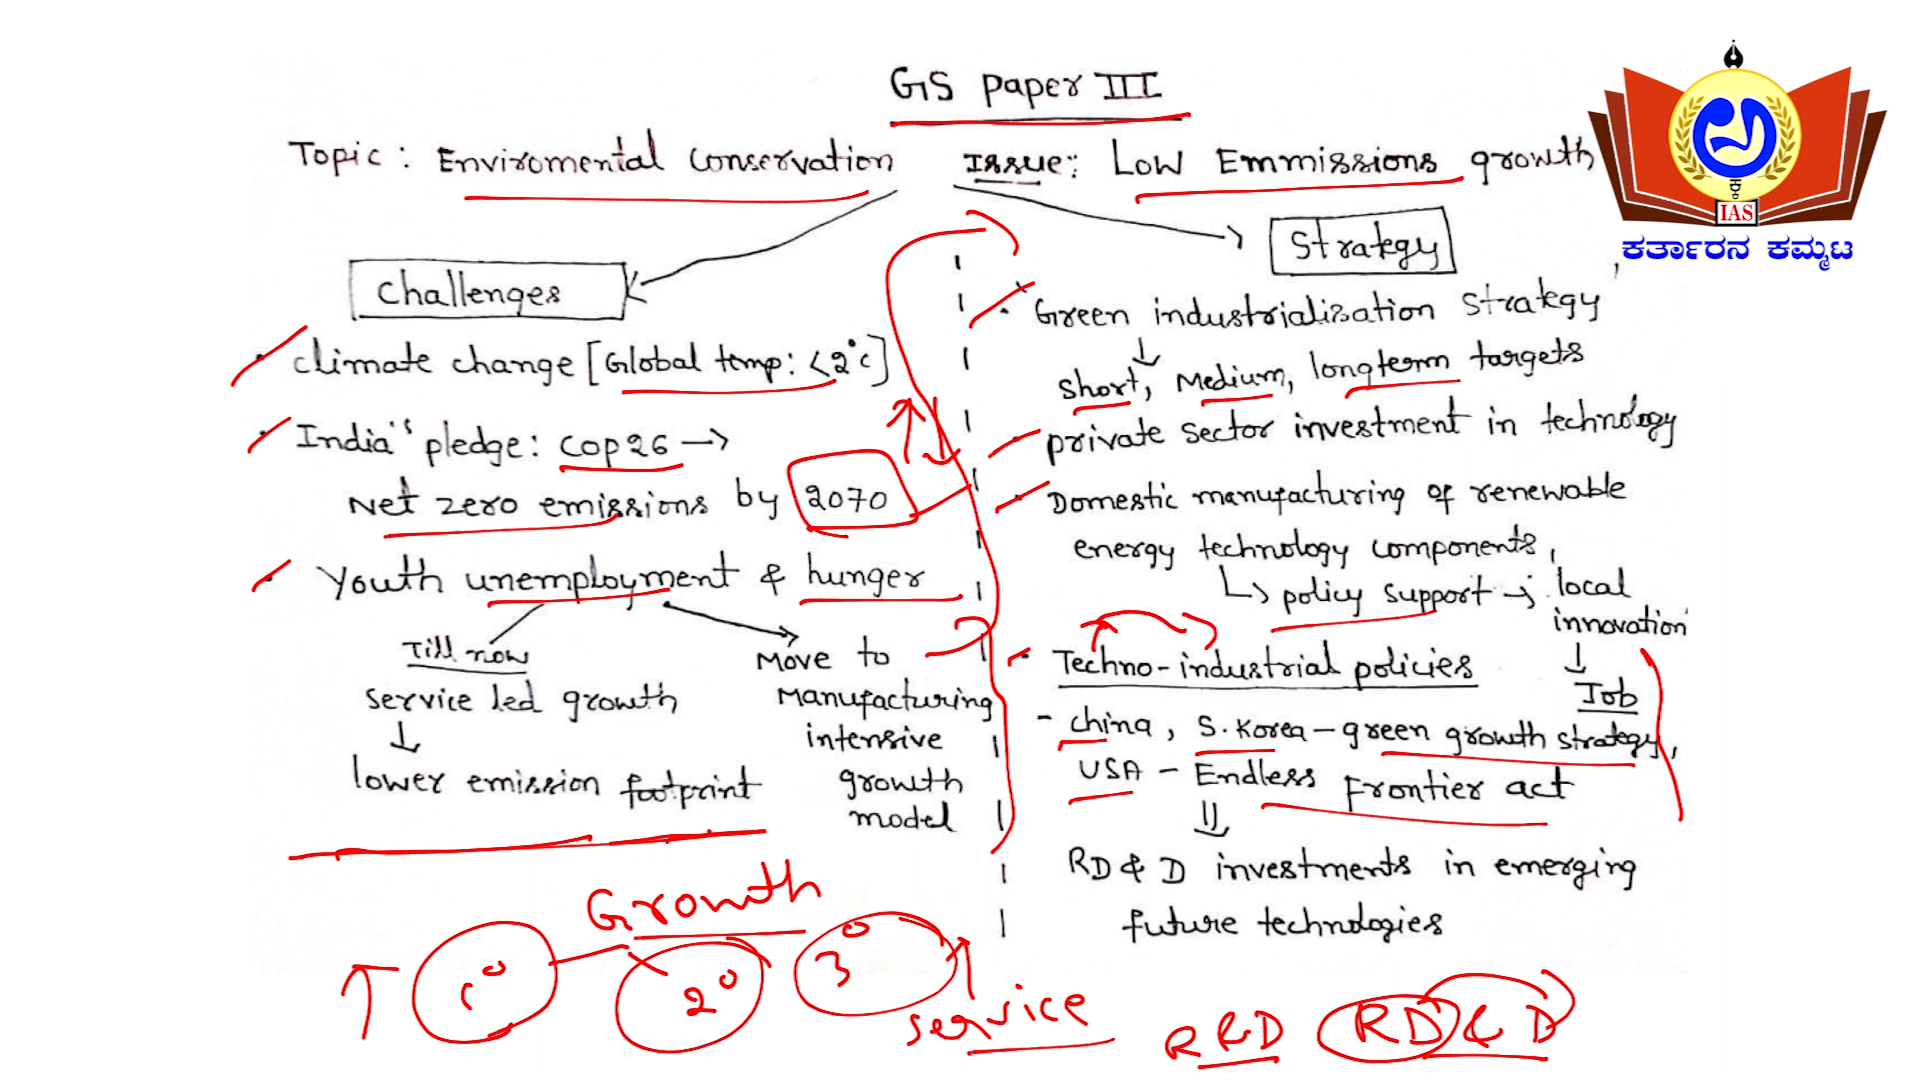 GS Paper III
Topic: Enviromental Conservation Issue: Low Emmissions growth
IAS
ಕರ್ತಾರನ ಕಮ್ಮಟ
Challenges
• climate change [Global temp: <2°c]
• India's pledge: COP26 →
Net zero emissions by 2070
• Youth unemployment & hunger
Till now
service led growth
↓
lower emission footprint
Move to
Manufacturing
intensive
growth
model
Strategy
• Green industrialisation strategy
↓
short, Medium, longterm targets
• private sector investment in technology
• Domestic manufacturing of renewable
energy technology components,
↳ policy support → local
innovation
↓
Job
• Techno-industrial policies
- china, S. Korea – green growth strategy,
USA – Endless Frontier act
⇓
RD & D investments in emerging
future technologies
Growth
↑ 1° 2° 3° ↑
service
R&D RD & D